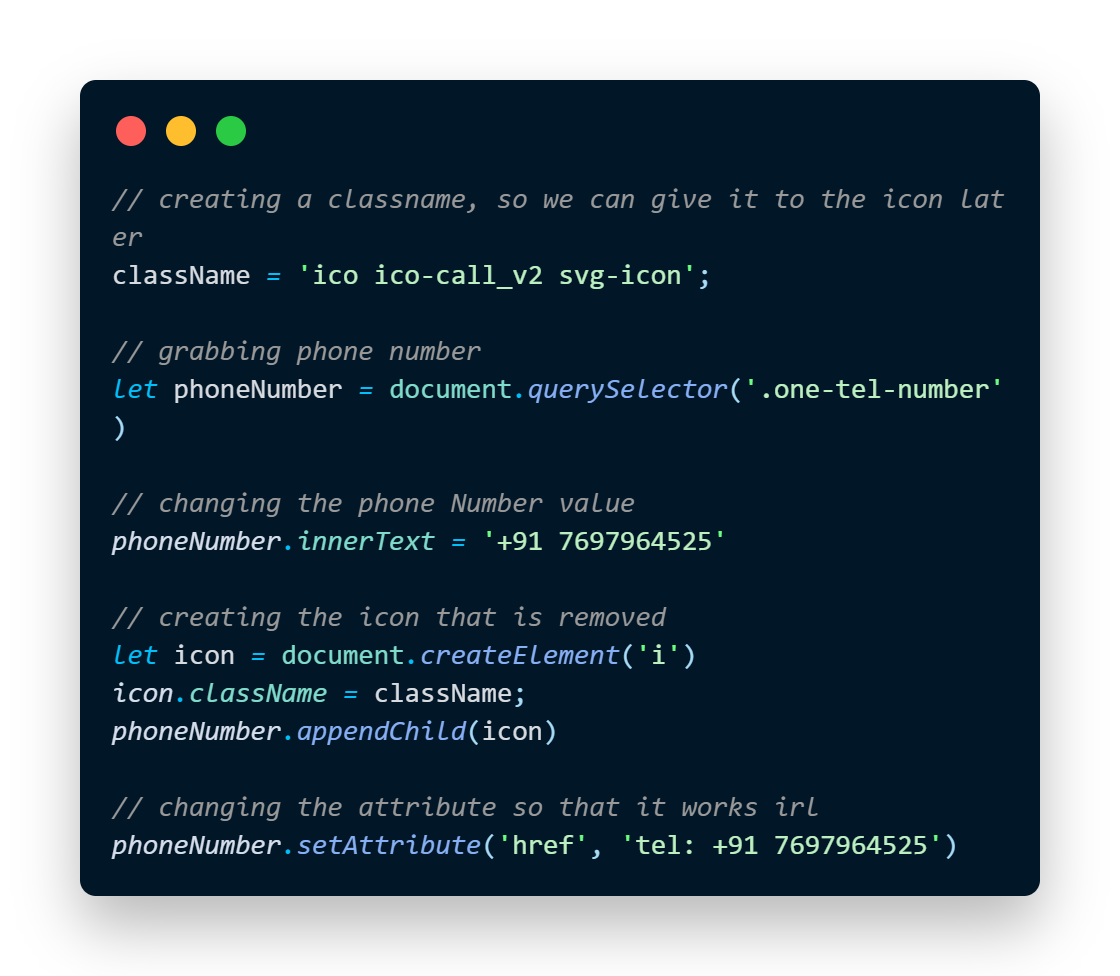 // creating a classname, so we can give it to the icon lat
er
className = 'ico ico-call_v2 svg-icon';
// grabbing phone number
let phoneNumber = document.querySelector('.one-tel-number'
)
// changing the phone Number value
phoneNumber.innerText = '+91 7697964525'
// creating the icon that is removed
let icon = document.createElement('i')
icon.className = className;
phoneNumber.appendChild(icon)
// changing the attribute so that it works irl
phoneNumber.setAttribute('href', 'tel: +91 7697964525')